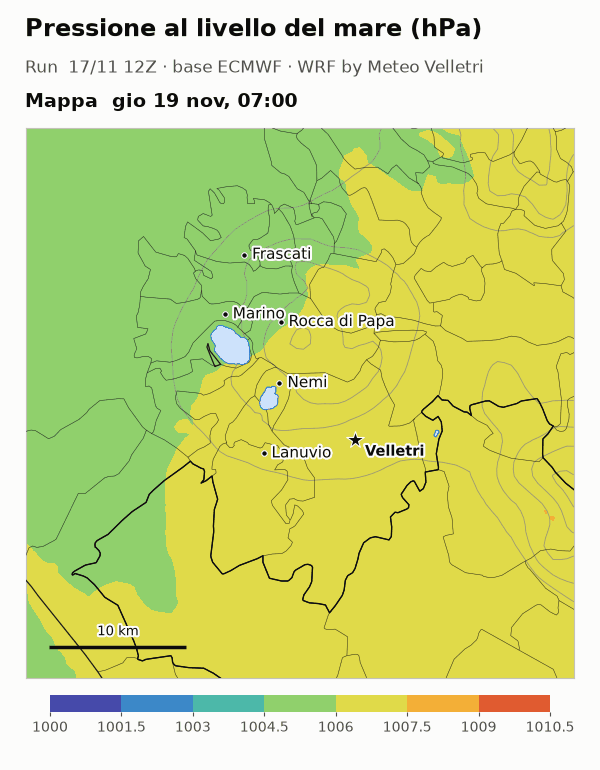 Pressione al livello del mare (hPa)
Run  17/11 12Z · base ECMWF · WRF by Meteo Velletri
Mappa  gio 19 nov, 07:00
Frascati
Marino
Rocca di Papa
Nemi
Velletri
Lanuvio
10 km
1000 1001.5 1003 1004.5 1006 1007.5 1009 1010.5